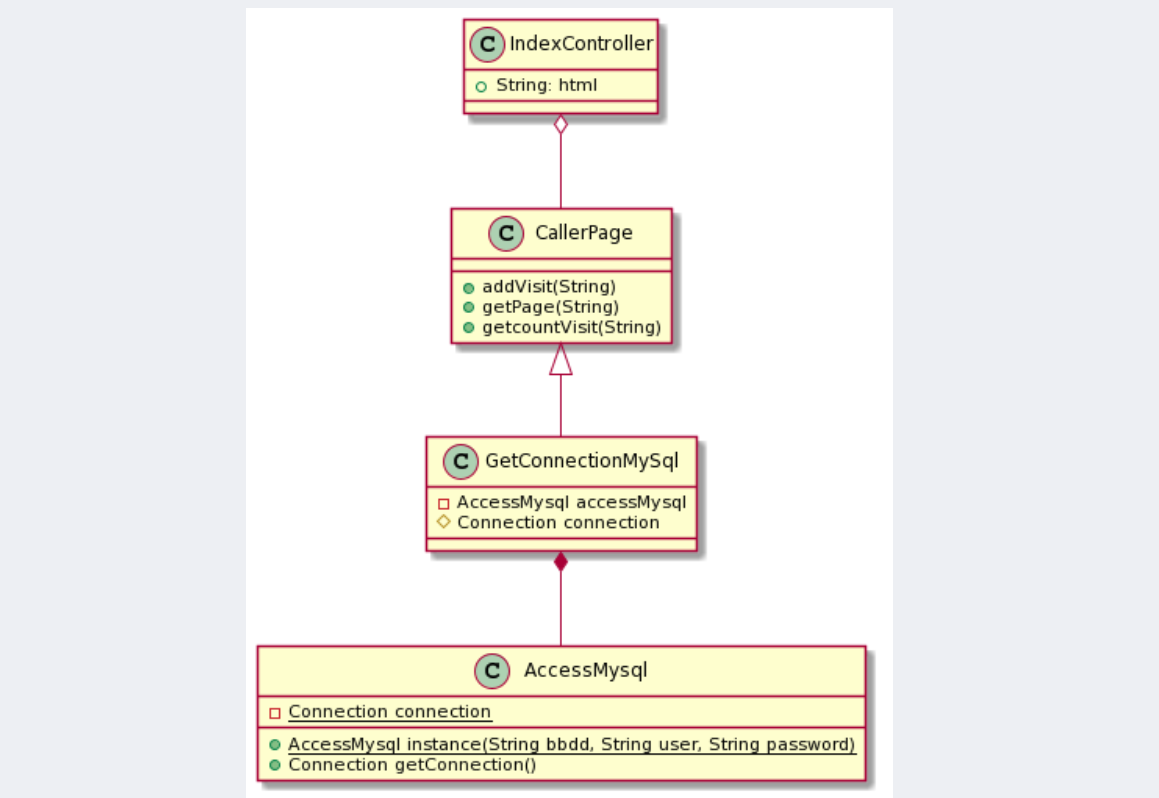 C IndexController
String: html
C CallerPage
addVisit(String)
getPage(String)
getcountVisit(String)
C GetConnectionMySql
AccessMysql accessMysql
Connection connection
C AccessMysql
Connection connection
AccessMysql instance(String bbdd, String user, String password)
Connection getConnection()